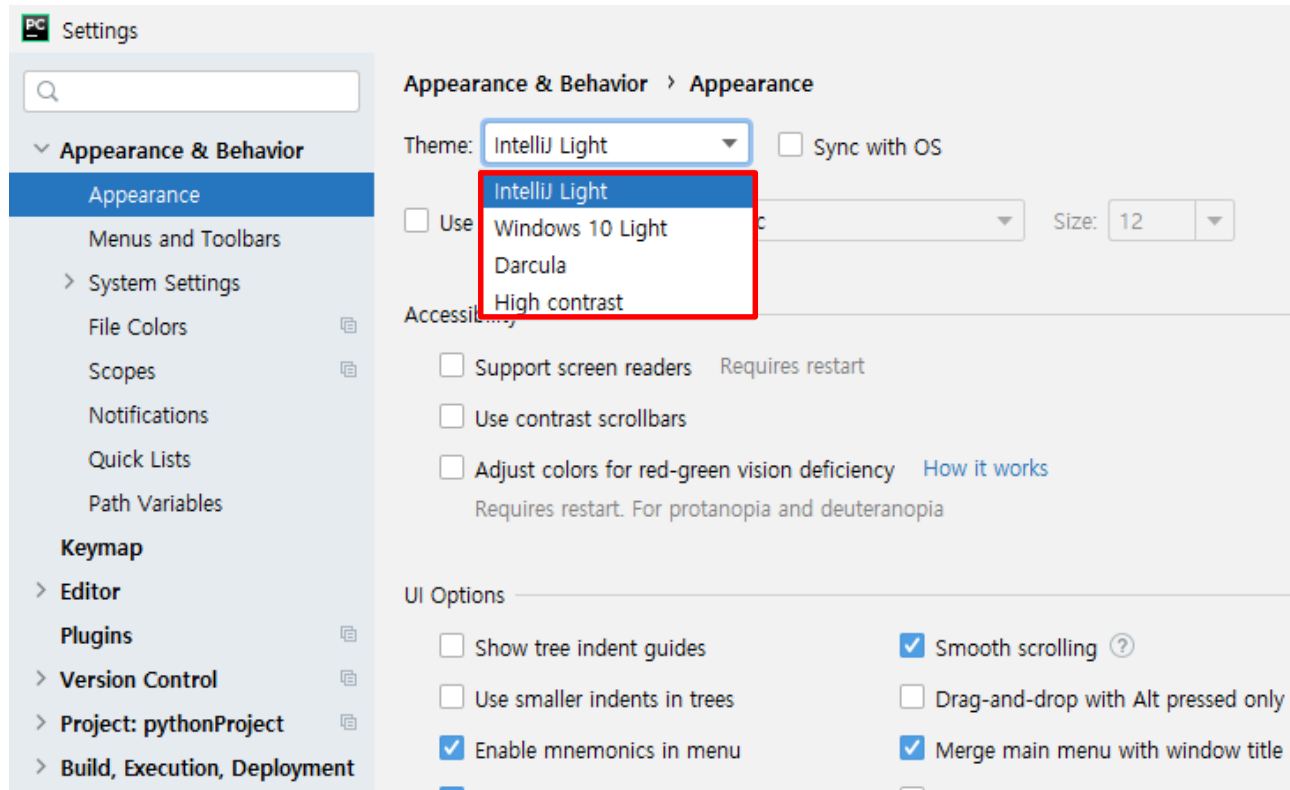 PC
Settings
Appearance & Behavior
Appearance
Menus and Toolbars
System Settings
File Colors
Scopes
Notifications
Quick Lists
Path Variables
Keymap
Editor
Plugins
Version Control
Project: pythonProject
Build, Execution, Deployment
Appearance & Behavior > Appearance
Theme: IntelliJ Light Sync with OS
IntelliJ Light
Windows 10 Light
Darcula
High contrast
Use Size: 12
Support screen readers Requires restart
Use contrast scrollbars
Adjust colors for red-green vision deficiency How it works
Requires restart. For protanopia and deuteranopia
UI Options
Show tree indent guides Smooth scrolling ?
Use smaller indents in trees Drag-and-drop with Alt pressed only
Enable mnemonics in menu Merge main menu with window title